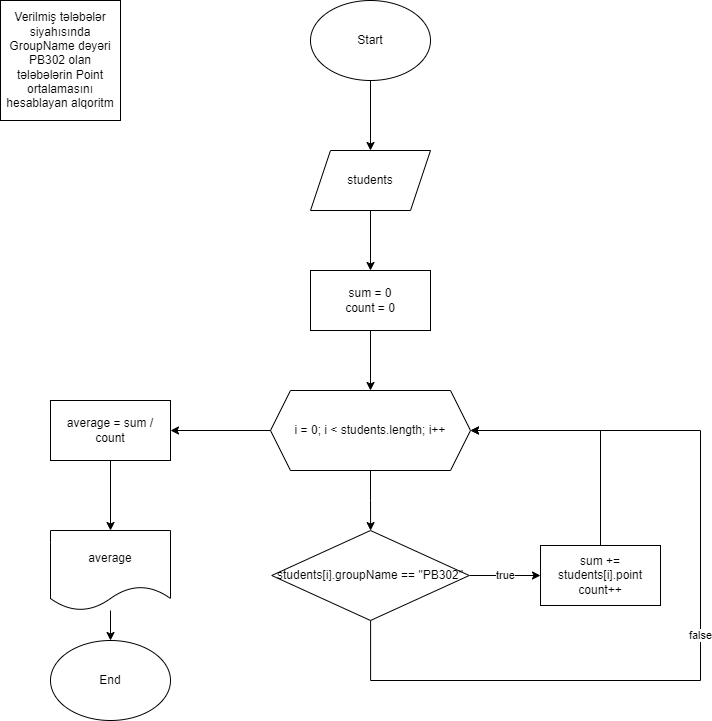 Verilmiş tələbələr
siyahısında
GroupName dəyəri
PB302 olan
tələbələrin Point
ortalamasını
hesablayan alqoritm
Start
students
sum = 0
count = 0
i = 0; i < students.length; i++
average = sum /
count
students[i].groupName == "PB302"
true
sum +=
students[i].point
count++
average
false
End